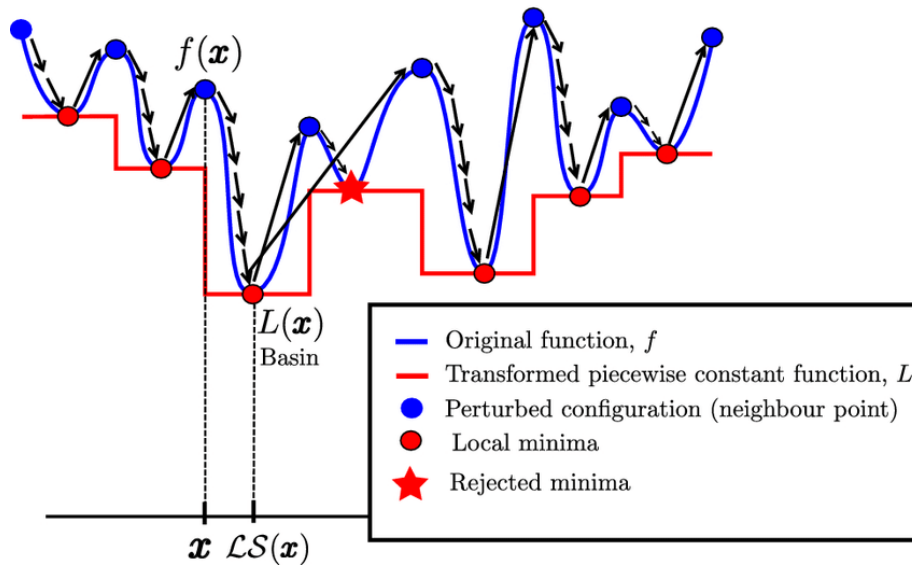 f(x)
L(x)
Basin
Original function, f
Transformed piecewise constant function, L
Perturbed configuration (neighbour point)
Local minima
Rejected minima
x LS(x)